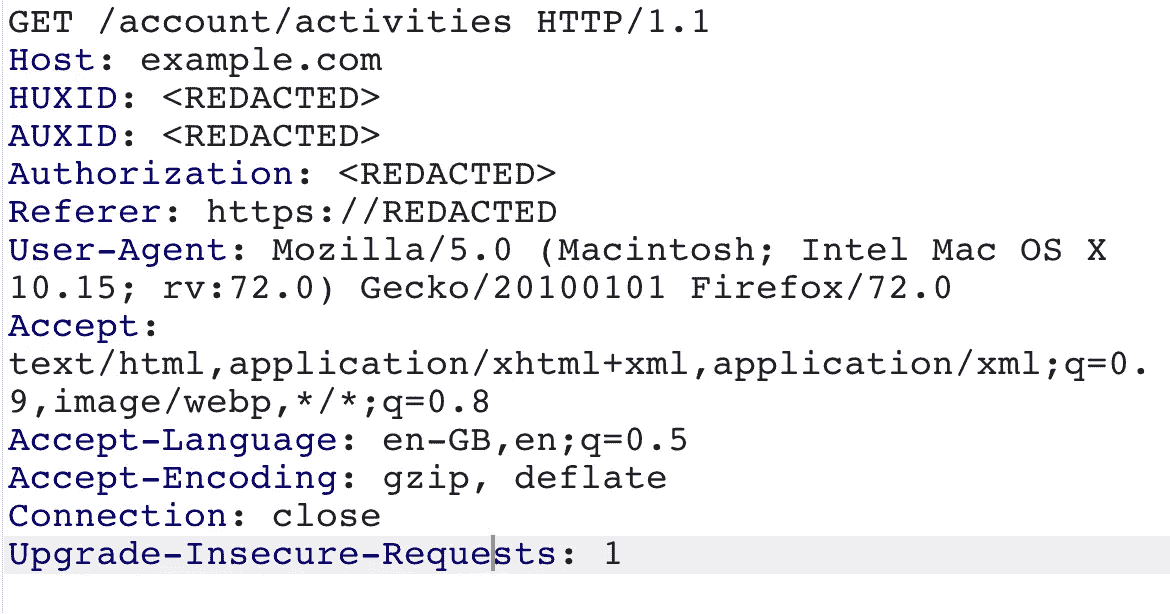 GET /account/activities HTTP/1.1
Host: example.com
HUXID: <REDACTED>
AUXID: <REDACTED>
Authorization: <REDACTED>
Referer: https://REDACTED
User-Agent: Mozilla/5.0 (Macintosh; Intel Mac OS X
10.15; rv:72.0) Gecko/20100101 Firefox/72.0
Accept:
text/html,application/xhtml+xml,application/xml;q=0.
9,image/webp,*/*;q=0.8
Accept-Language: en-GB,en;q=0.5
Accept-Encoding: gzip, deflate
Connection: close
Upgrade-Insecure-Requests: 1